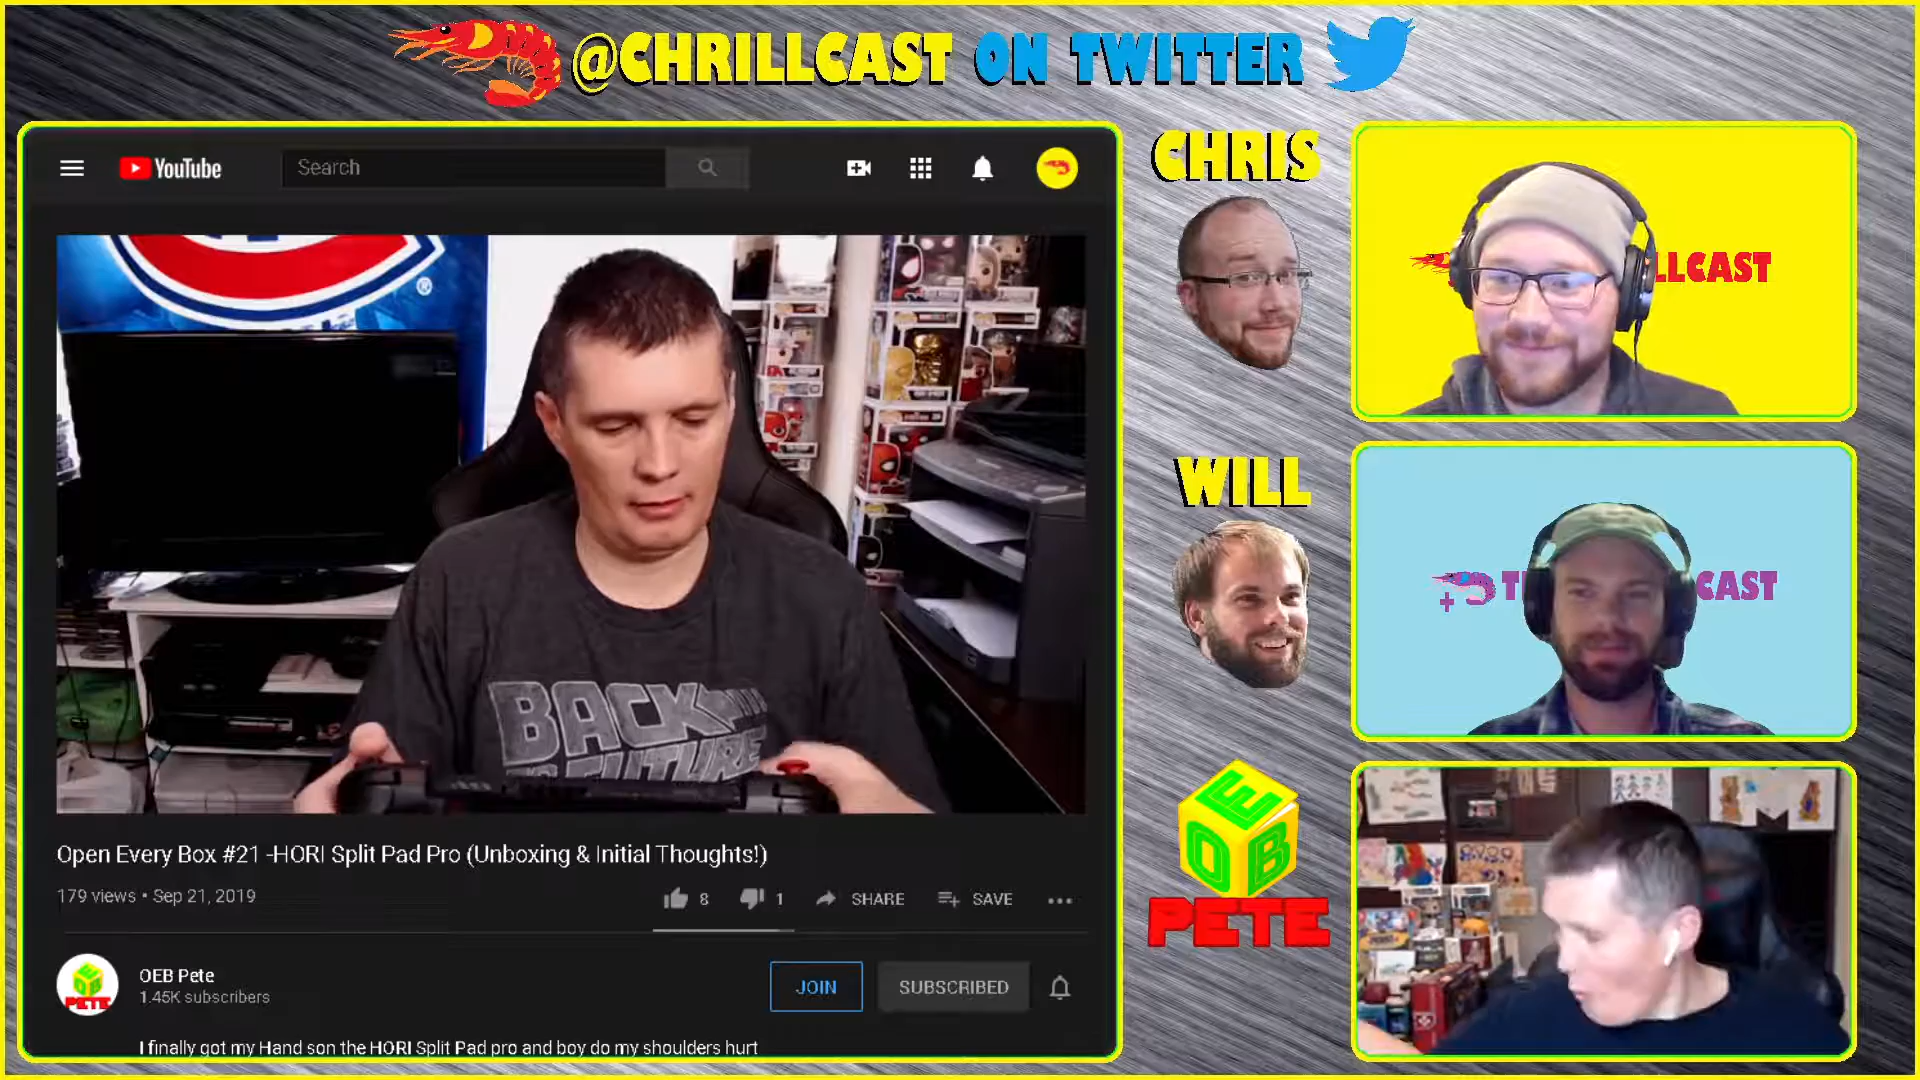 @CHRILLCAST ON TWITTER
YouTube
Search
®
BACK
FUTURE
Open Every Box #21 -HORI Split Pad Pro (Unboxing & Initial Thoughts!)
179 views • Sep 21, 2019
8
1
SHARE
SAVE
OEB Pete
1.45K subscribers
JOIN
SUBSCRIBED
I finally got my Hand son the HORI Split Pad pro and boy do my shoulders hurt
CHRIS
LLCAST
WILL
CAST
E
O B
PETE